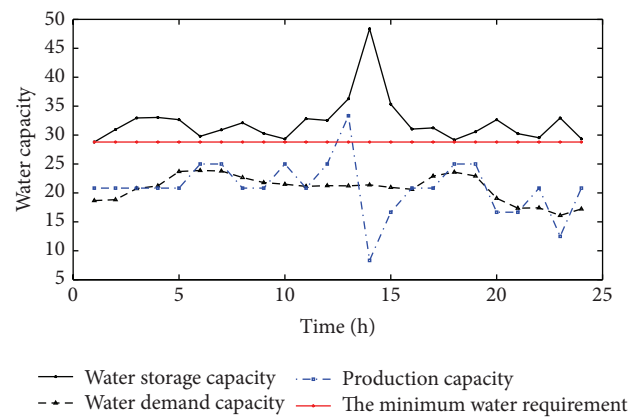 50
45
40
35
30
25
20
15
10
5
Water capacity
0 5 10 15 20 25
Time (h)
Water storage capacity Production capacity
Water demand capacity The minimum water requirement